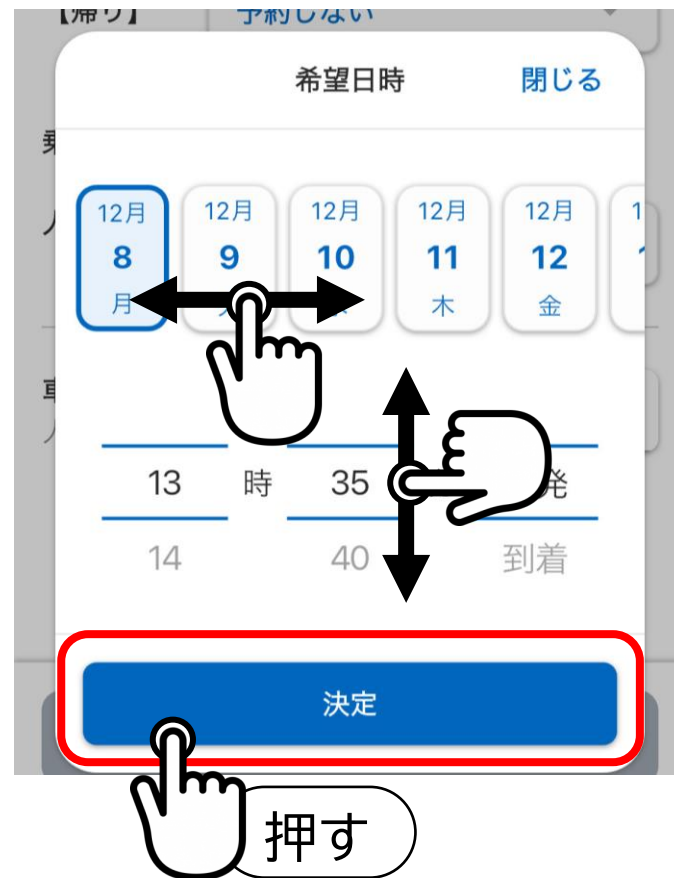 【帰り】 予約しない
希望日時 閉じる
12月 12月 12月 12月 12月 1
8 9 10 11 12
月 木 金
13 時 35 発
14 40 到着
決定
押す